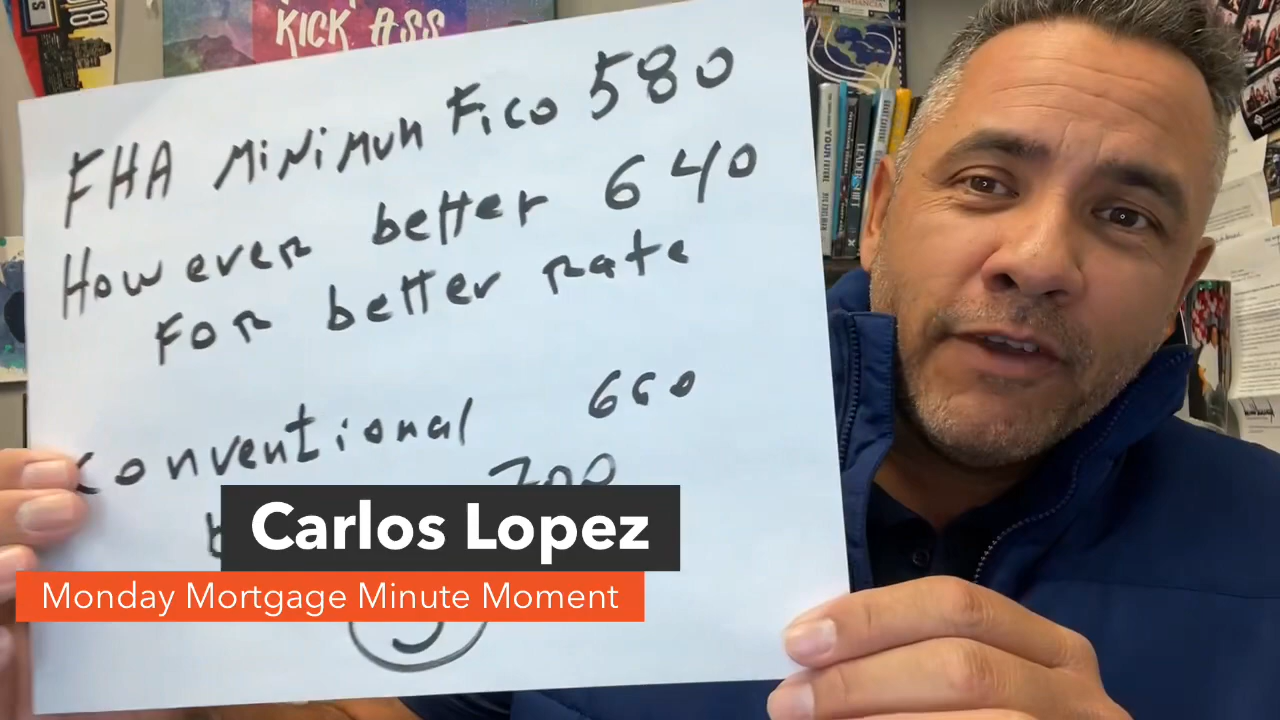 KICK ASS
FHA MiNiMUN Fico 580
However better 640
For better rate
Conventional 660
700
Carlos Lopez
Monday Mortgage Minute Moment